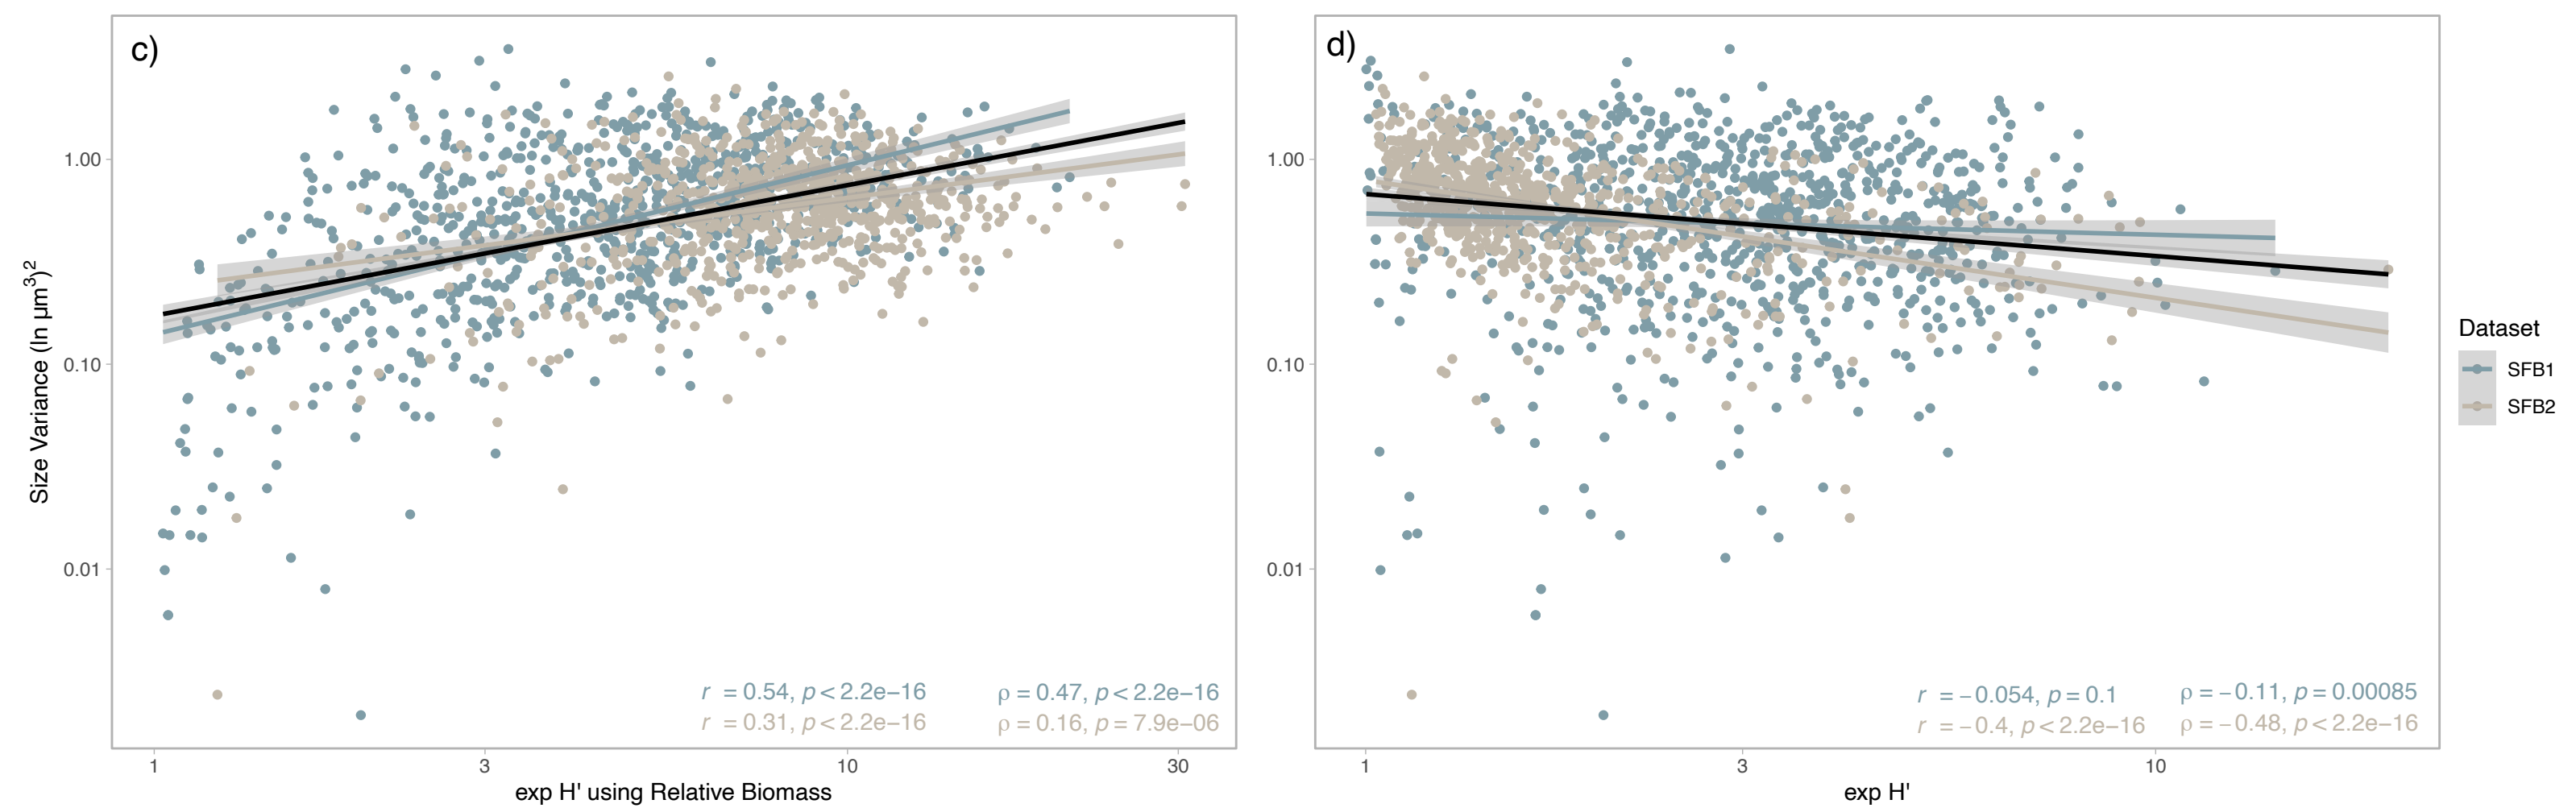 c)
Size Variance (ln μm³)²
1.00
0.10
0.01
r = 0.54, p < 2.2e−16 ρ = 0.47, p < 2.2e−16
r = 0.31, p < 2.2e−16 ρ = 0.16, p = 7.9e−06
1 3 10 30
exp H' using Relative Biomass
d)
1.00
0.10
0.01
r = −0.054, p = 0.1 ρ = −0.11, p = 0.00085
r = −0.4, p < 2.2e−16 ρ = −0.48, p < 2.2e−16
1 3 10
exp H'
Dataset
SFB1
SFB2